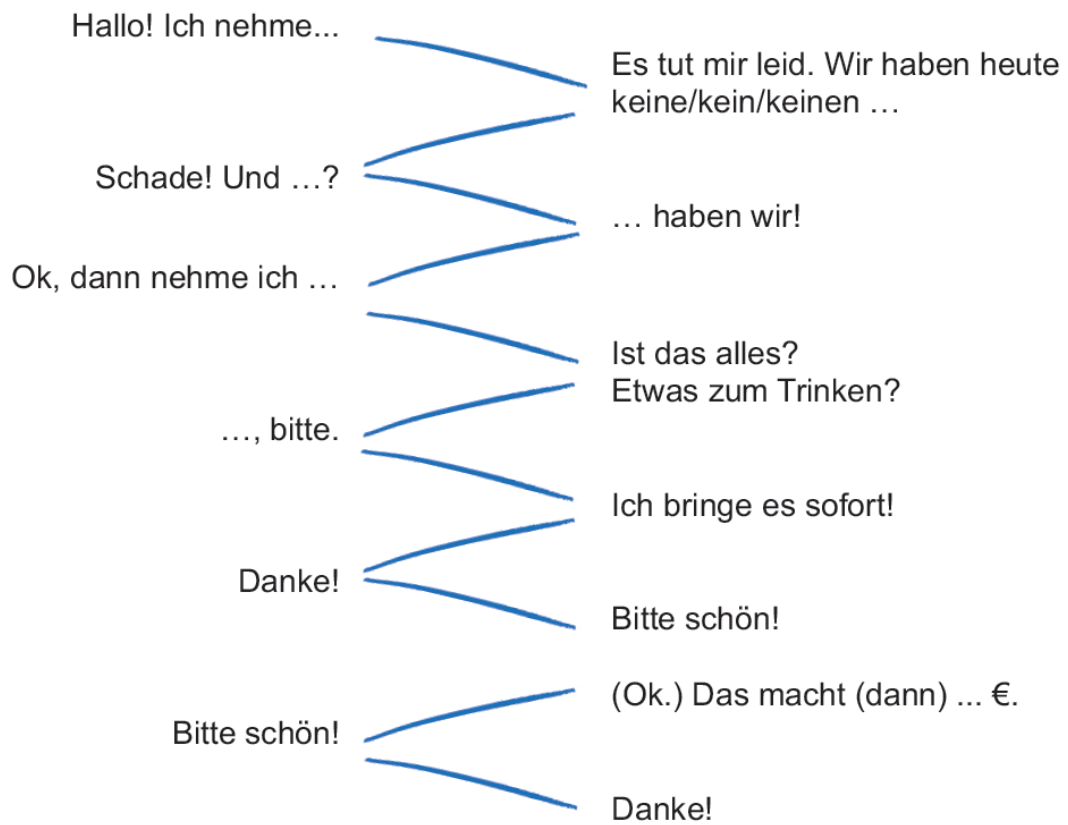 Hallo! Ich nehme...
Es tut mir leid. Wir haben heute
keine/kein/keinen …
Schade! Und …?
… haben wir!
Ok, dann nehme ich …
Ist das alles?
Etwas zum Trinken?
…, bitte.
Ich bringe es sofort!
Danke!
Bitte schön!
(Ok.) Das macht (dann) ... €.
Bitte schön!
Danke!